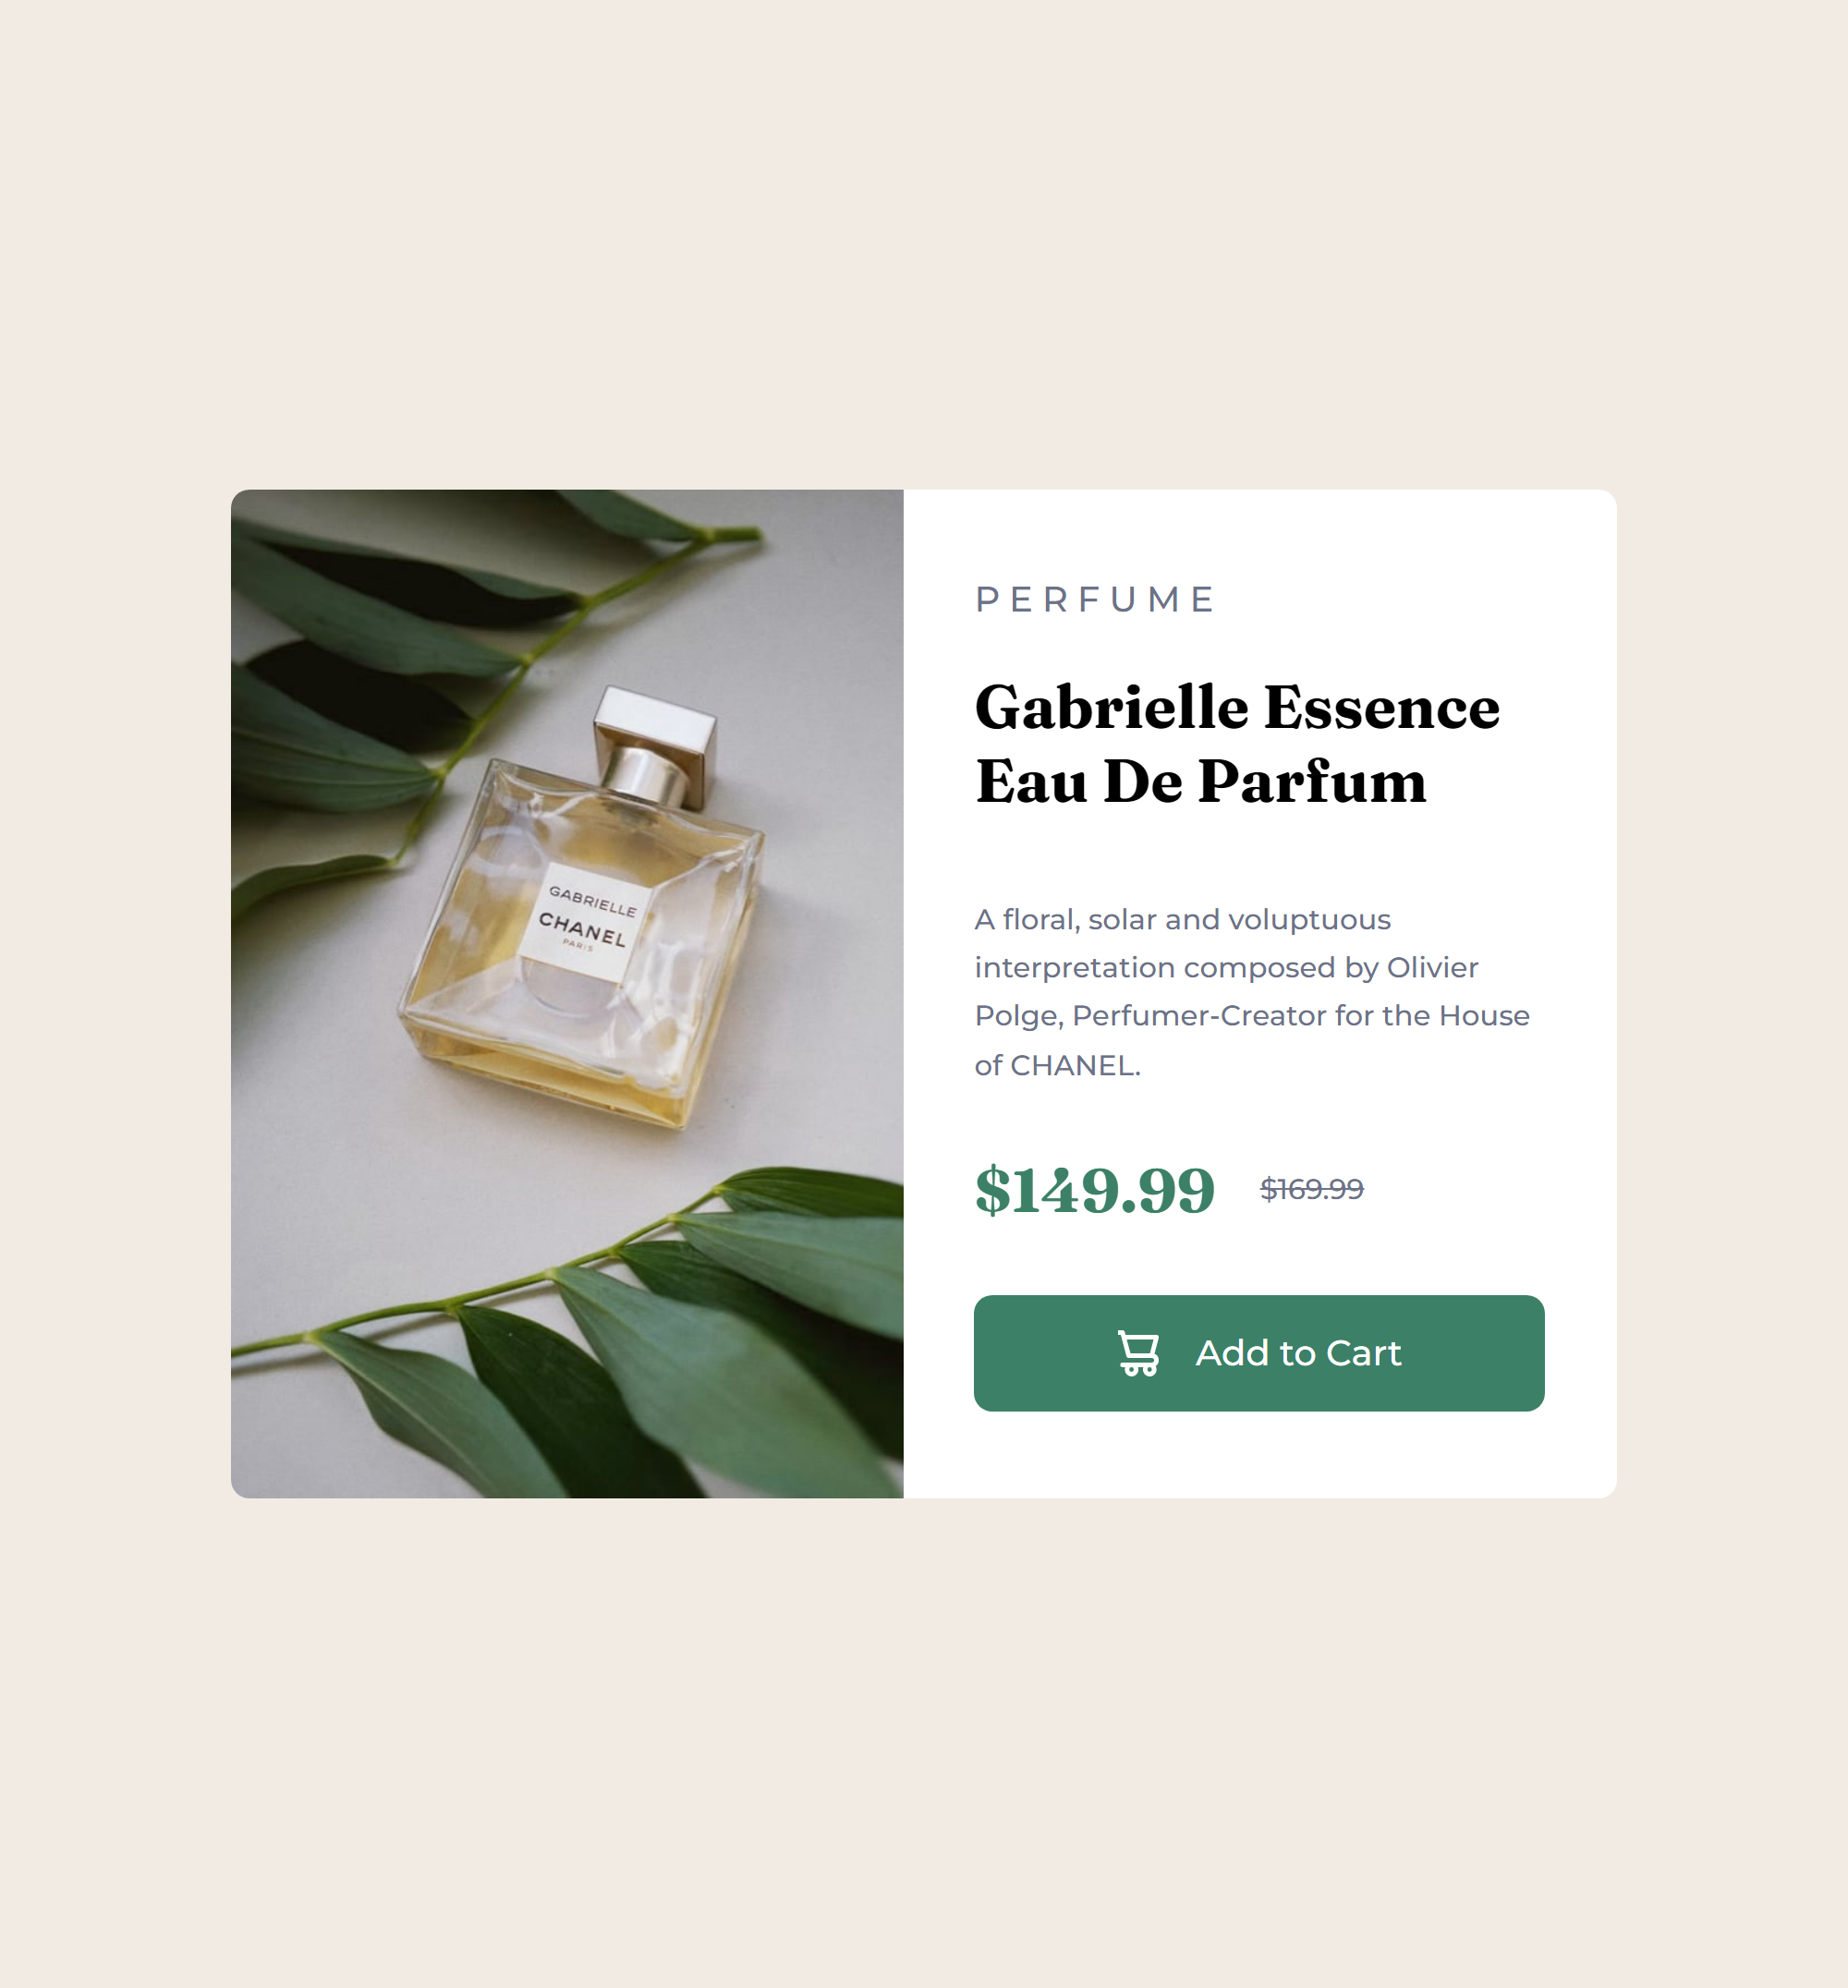 GABRIELLE
CHANEL
PARIS
PERFUME
Gabrielle Essence
Eau De Parfum
A floral, solar and voluptuous
interpretation composed by Olivier
Polge, Perfumer-Creator for the House
of CHANEL.
$149.99 $169.99
Add to Cart